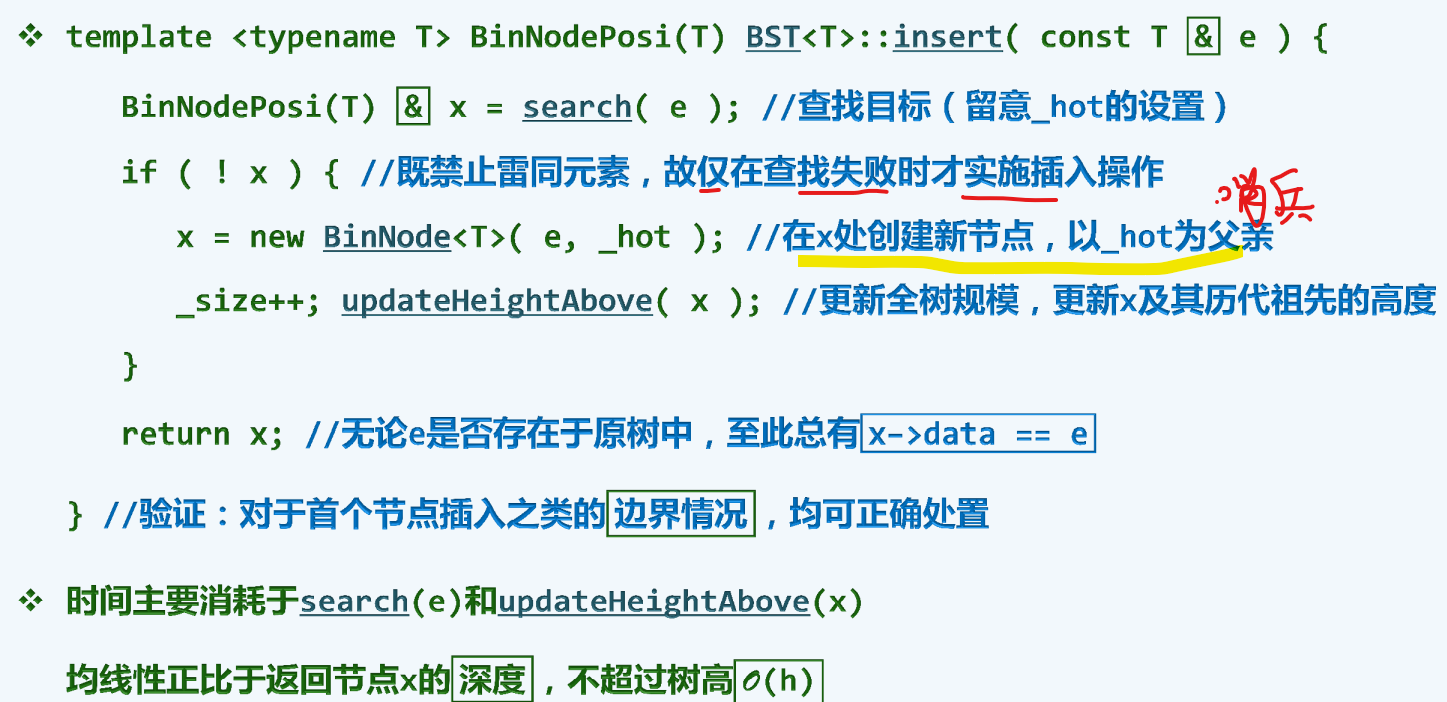 ❖ template <typename T> BinNodePosi(T) BST<T>::insert( const T & e ) {
BinNodePosi(T) & x = search( e ); //查找目标（留意_hot的设置）
if ( ! x ) { //既禁止雷同元素，故仅在查找失败时才实施插入操作
哨兵
x = new BinNode<T>( e, _hot ); //在x处创建新节点，以_hot为父亲
_size++; updateHeightAbove( x ); //更新全树规模，更新x及其历代祖先的高度
}
return x; //无论e是否存在于原树中，至此总有x->data == e
} //验证：对于首个节点插入之类的边界情况，均可正确处置
❖ 时间主要消耗于search(e)和updateHeightAbove(x)
均线性正比于返回节点x的深度，不超过树高O(h)